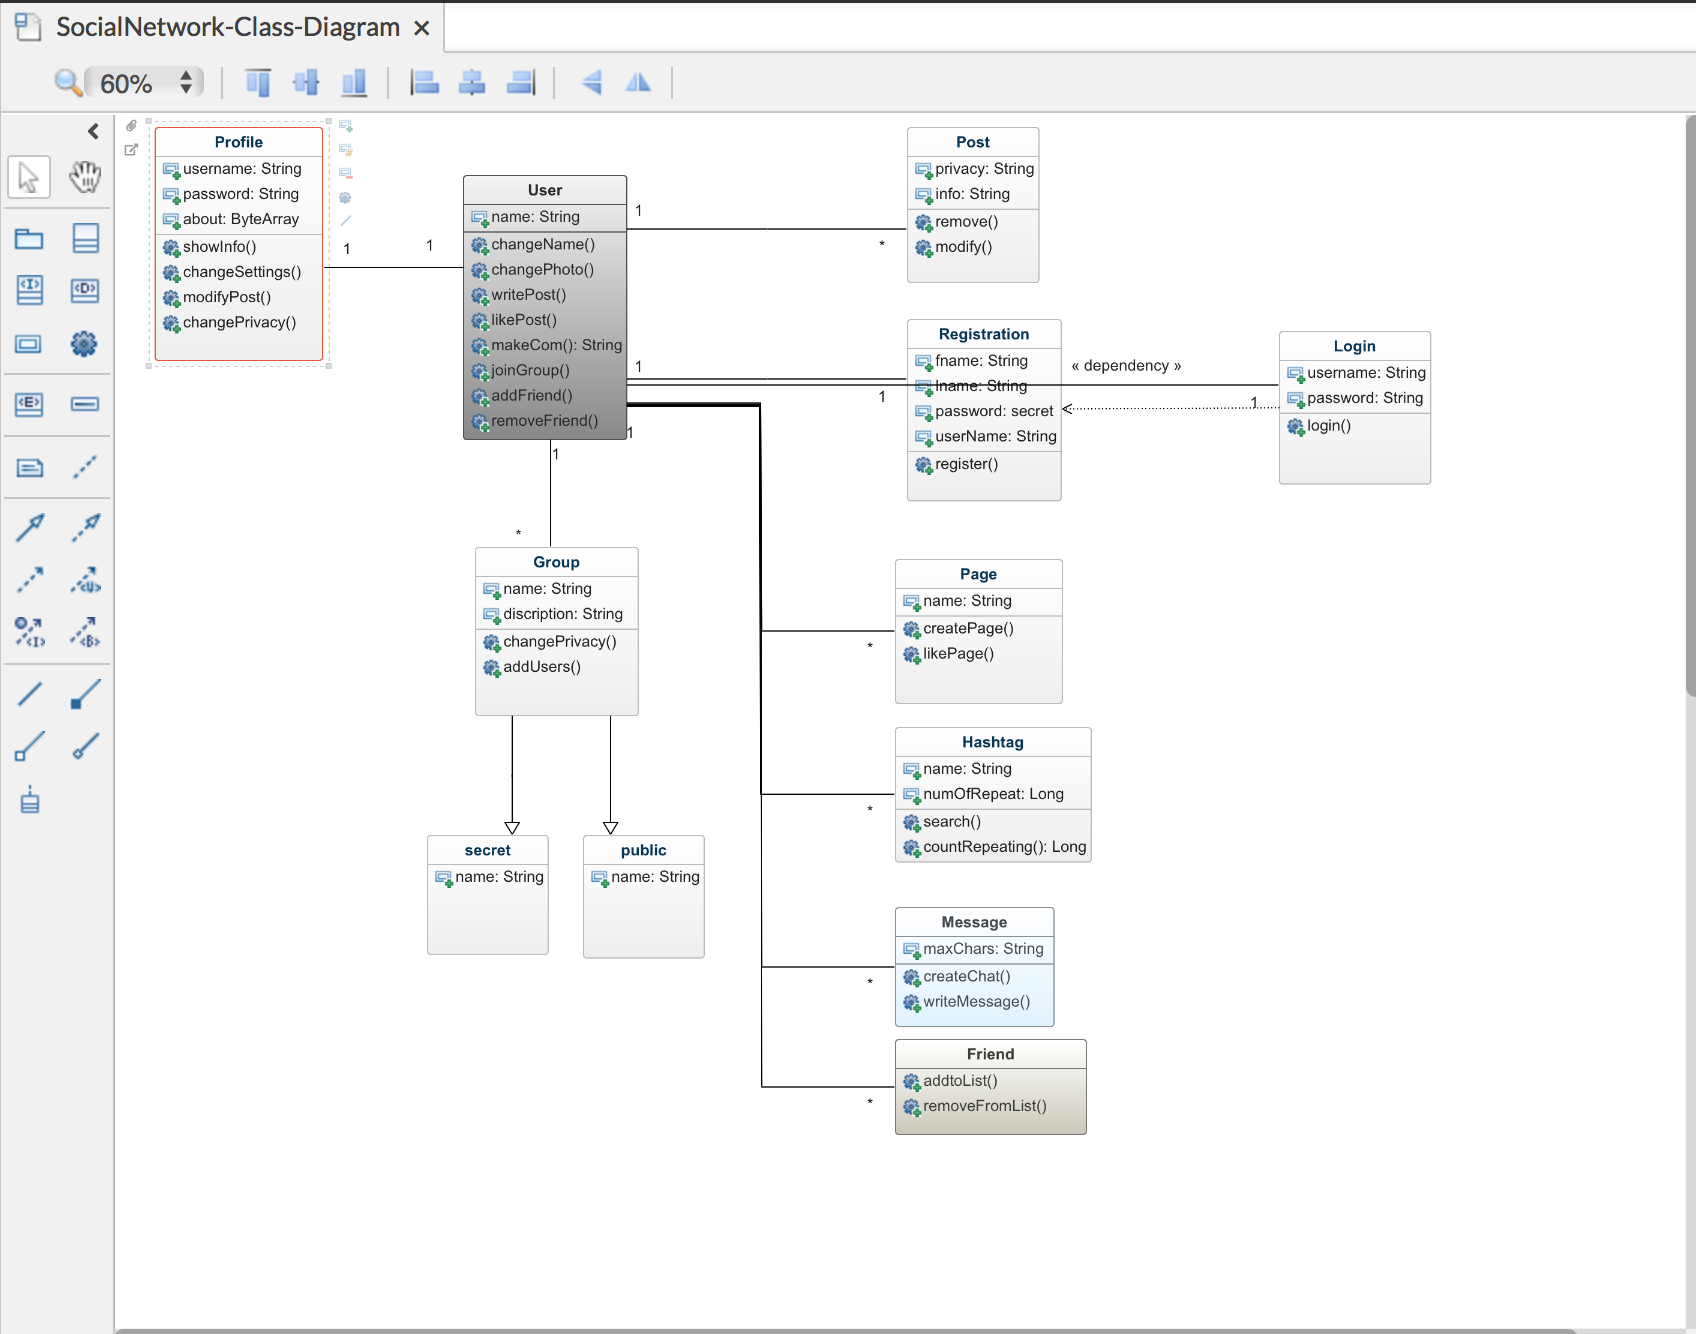 SocialNetwork-Class-Diagram
60%
<I>
<D>
<E>
<U>
<I>
<B>
Profile
username: String
password: String
about: ByteArray
showInfo()
changeSettings()
modifyPost()
changePrivacy()
1
1
User
name: String
changeName()
changePhoto()
writePost()
likePost()
makeCom(): String
joinGroup()
addFriend()
removeFriend()
1
*
Post
privacy: String
info: String
remove()
modify()
1
1
Registration
fname: String
lname: String
password: secret
userName: String
register()
« dependency »
1
Login
username: String
password: String
login()
1
1
*
Group
name: String
discription: String
changePrivacy()
addUsers()
secret
name: String
public
name: String
*
Page
name: String
createPage()
likePage()
*
Hashtag
name: String
numOfRepeat: Long
search()
countRepeating(): Long
*
Message
maxChars: String
createChat()
writeMessage()
*
Friend
addtoList()
removeFromList()